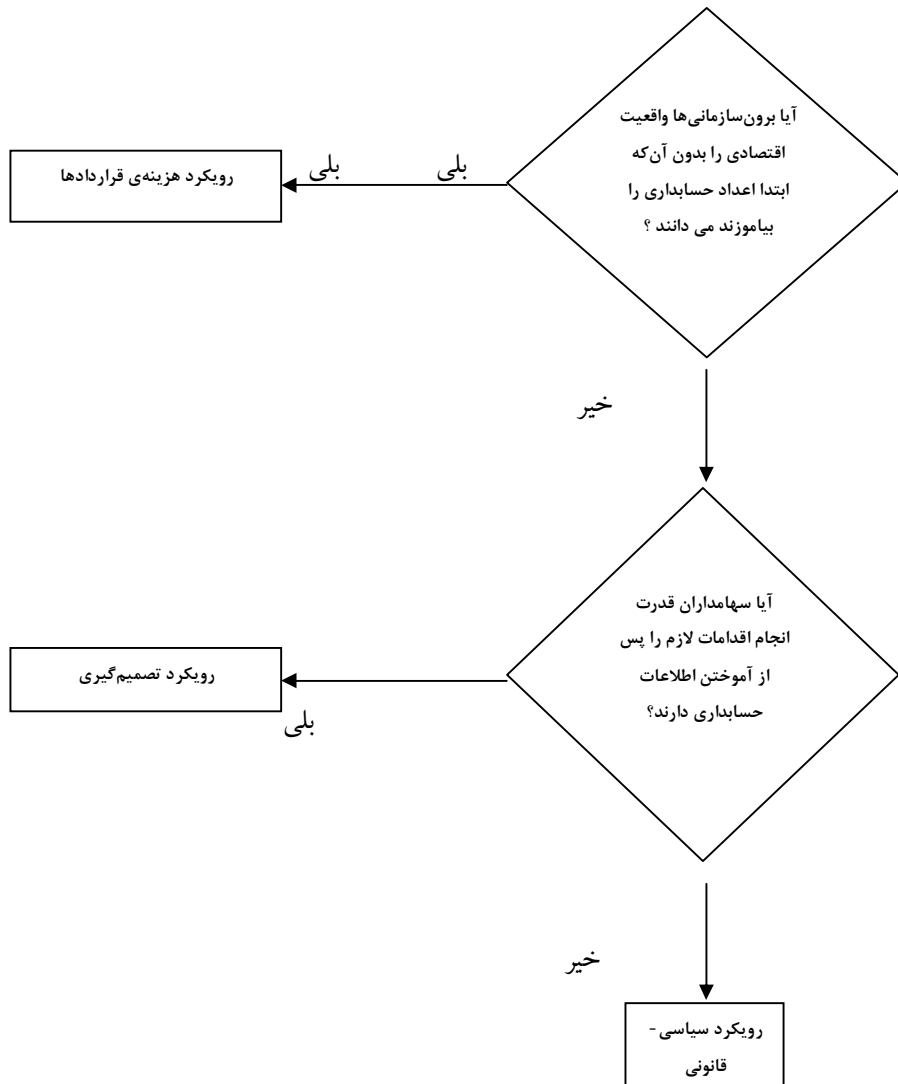 آیا برون‌سازمانی‌ها واقعیت
اقتصادی را بدون آن‌که
ابتدا اعداد حسابداری را
بیاموزند می دانند ؟
بلی
بلی
رویکرد هزینه‌ی قراردادها
خیر
آیا سهامداران قدرت
انجام اقدامات لازم را پس
از آموختن اطلاعات
حسابداری دارند؟
رویکرد تصمیم‌گیری
بلی
خیر
رویکرد سیاسی -
قانونی